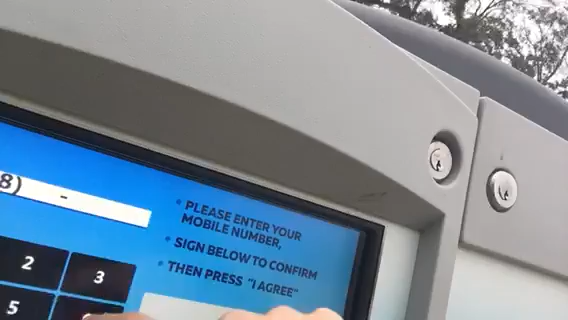 8) -
• PLEASE ENTER YOUR
MOBILE NUMBER,
• SIGN BELOW TO CONFIRM
• THEN PRESS "I AGREE"
2
3
5